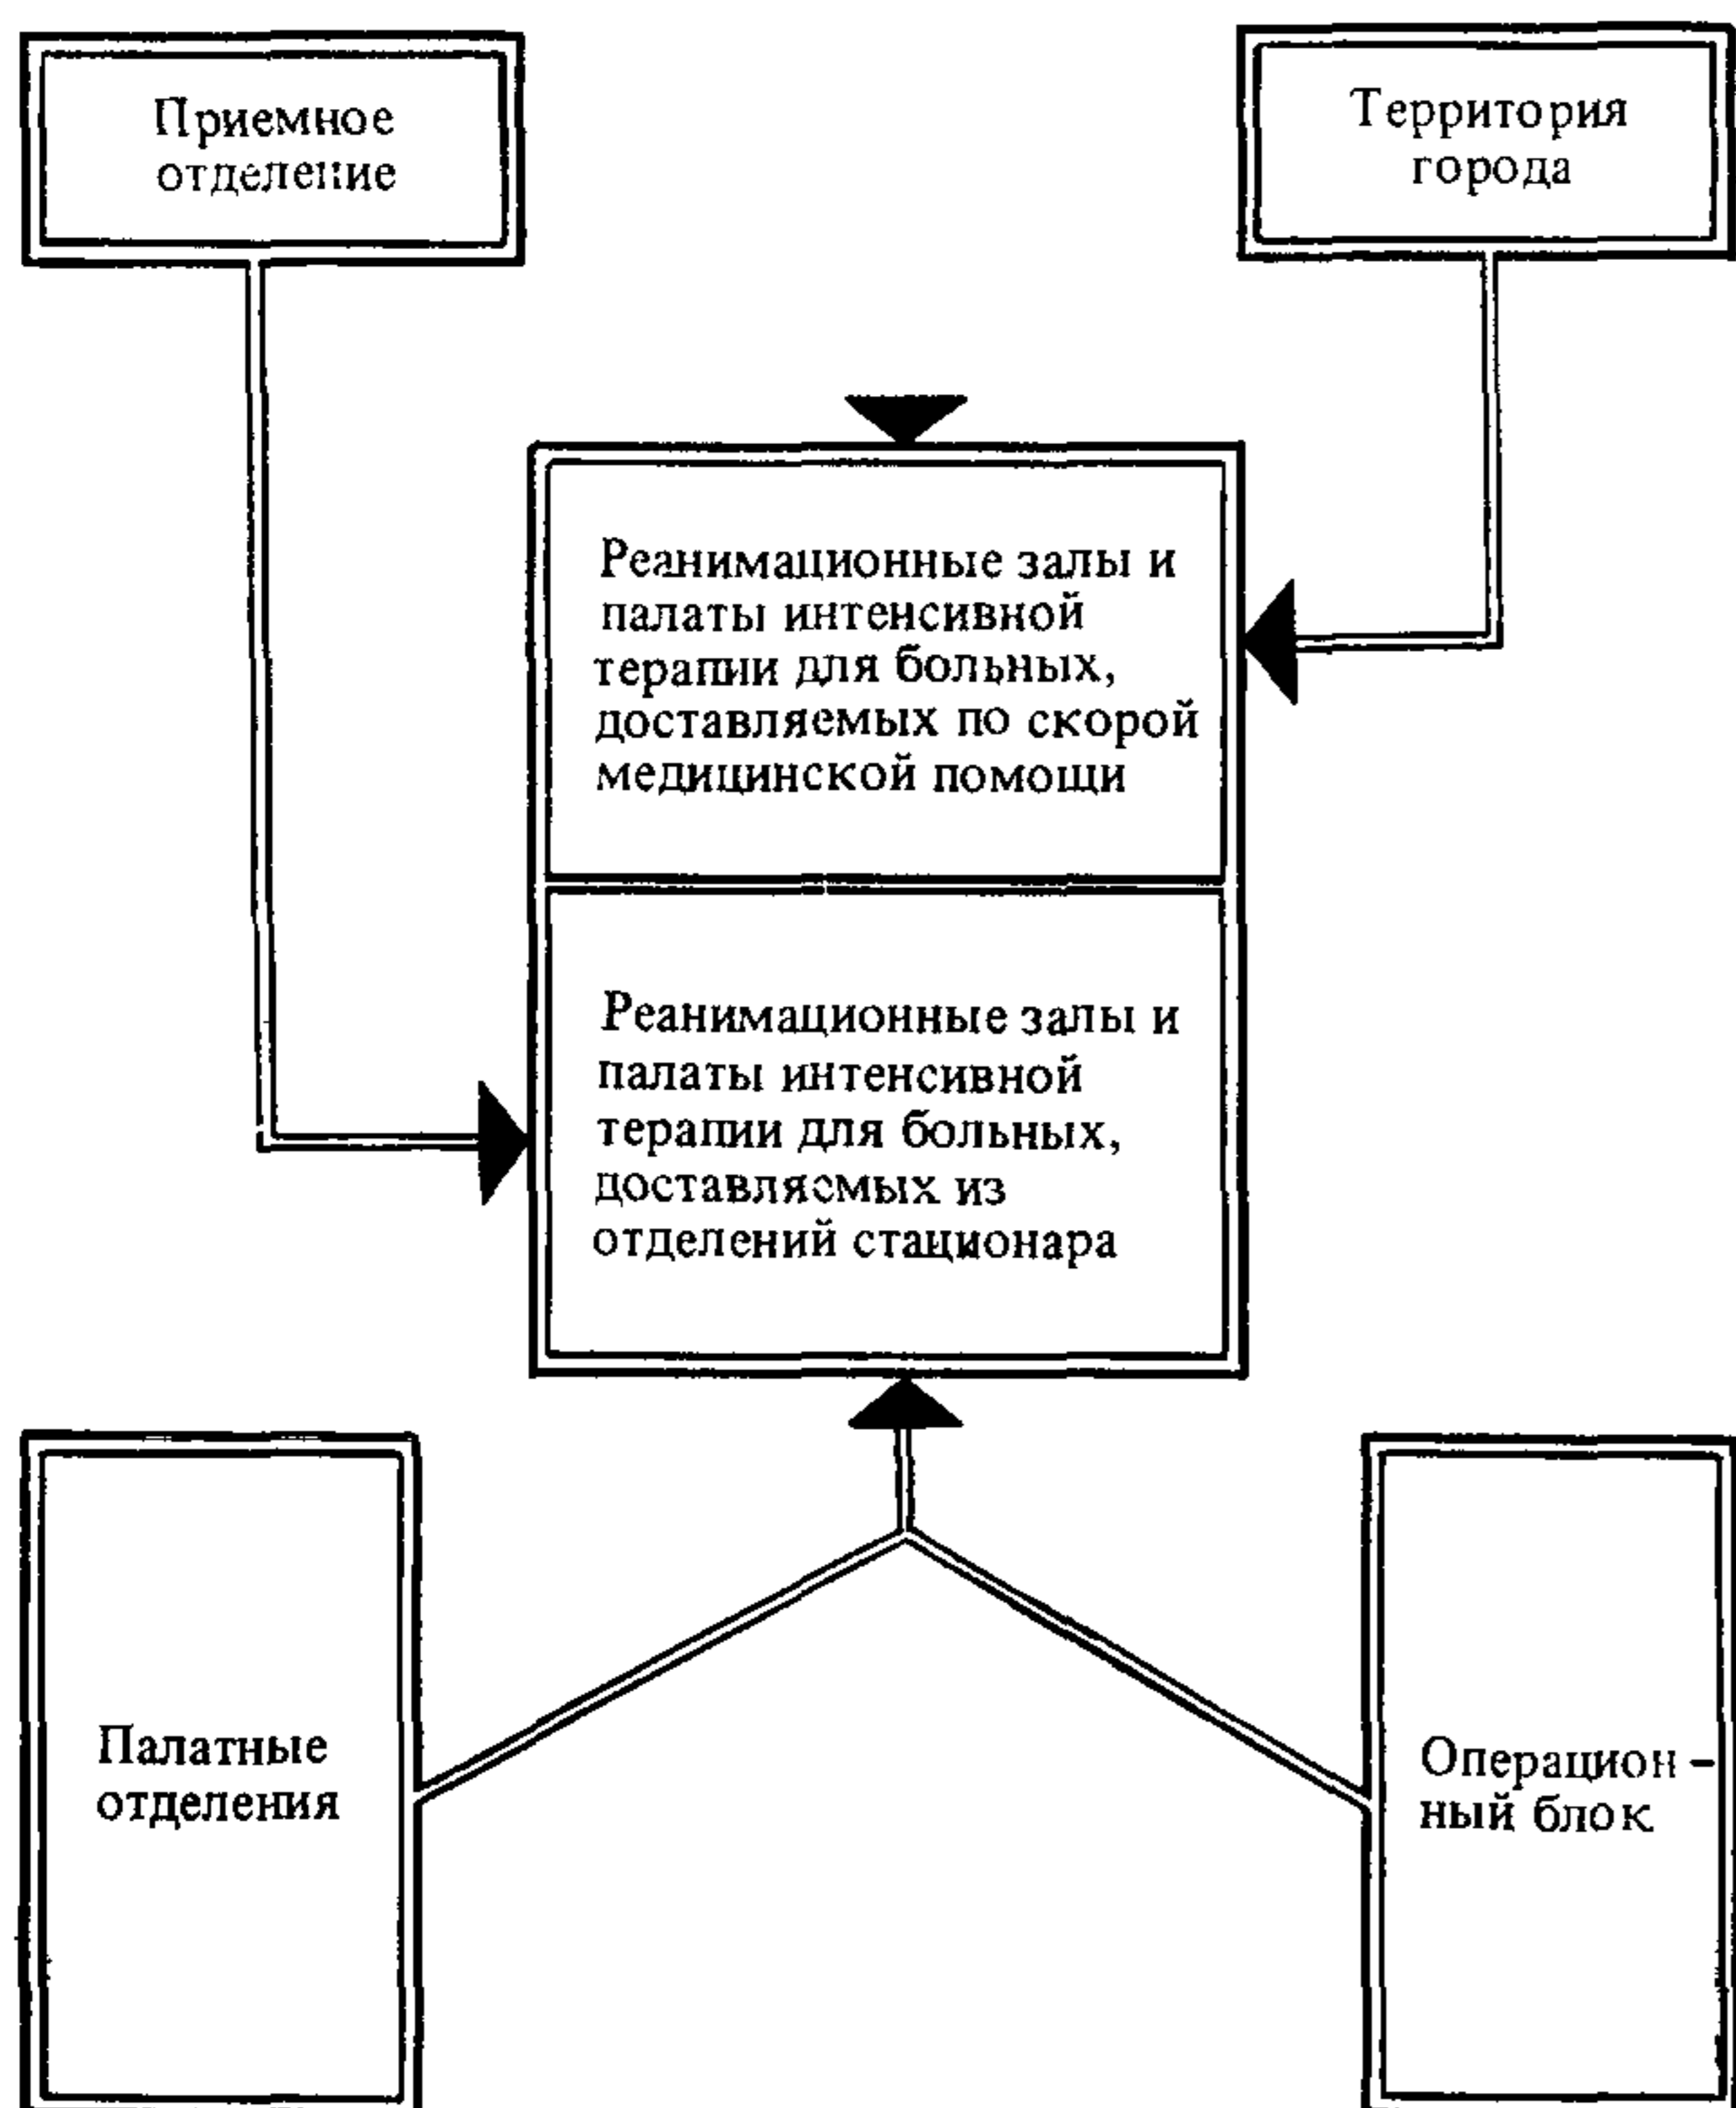 Приемное
отделение
Территория
города
Реанимационные залы и
палаты интенсивной
терапии для больных,
доставляемых по скорой
медицинской помощи
Реанимационные залы и
палаты интенсивной
терапии для больных,
доставляемых из
отделений стационара
Палатные
отделения
Операцион-
ный блок